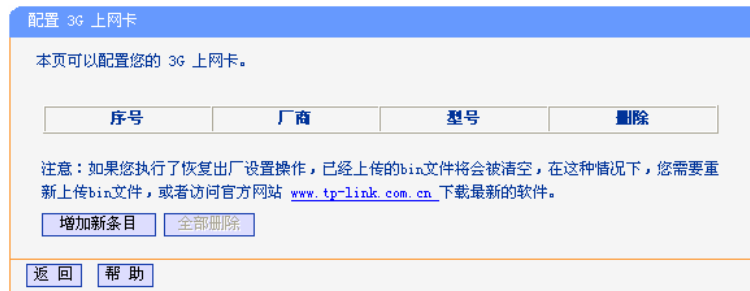 配置 3G 上网卡
本页可以配置您的 3G 上网卡。
序号 厂商 型号 删除
注意：如果您执行了恢复出厂设置操作，已经上传的bin文件将会被清空，在这种情况下，您需要重
新上传bin文件，或者访问官方网站 www.tp-link.com.cn 下载最新的软件。
增加新条目 全部删除
返 回 帮 助